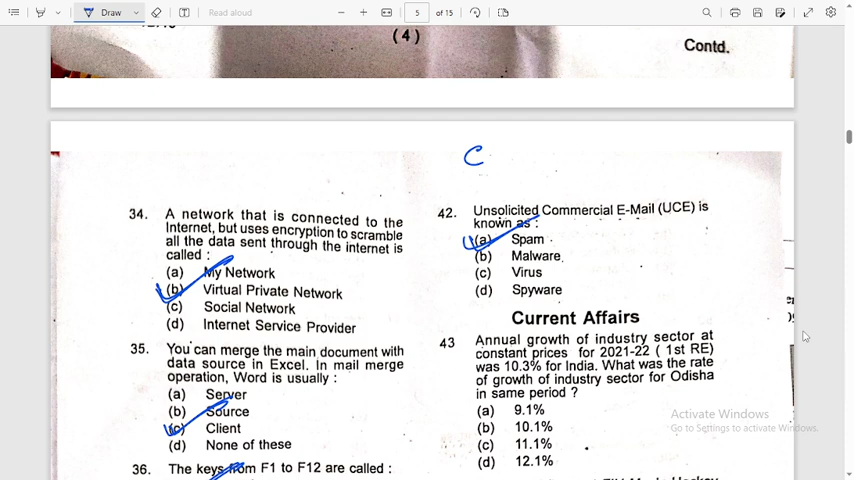 Draw
Read aloud
5
of 15
(4)
Contd.
C
34. A network that is connected to the
Internet, but uses encryption to scramble
all the data sent through the internet is
called :
(a) My Network
(b) Virtual Private Network
(c) Social Network
(d) Internet Service Provider
35. You can merge the main document with
data source in Excel. In mail merge
operation, Word is usually :
(a) Server
(b) Source
(c) Client
(d) None of these
36. The keys from F1 to F12 are called :
42. Unsolicited Commercial E-Mail (UCE) is
known as :
(a) Spam
(b) Malware
(c) Virus
(d) Spyware
Current Affairs
43 Annual growth of industry sector at
constant prices for 2021-22 ( 1st RE)
was 10.3% for India. What was the rate
of growth of industry sector for Odisha
in same period ?
(a) 9.1%
(b) 10.1%
(c) 11.1%
(d) 12.1%
Activate Windows
Go to Settings to activate Windows.